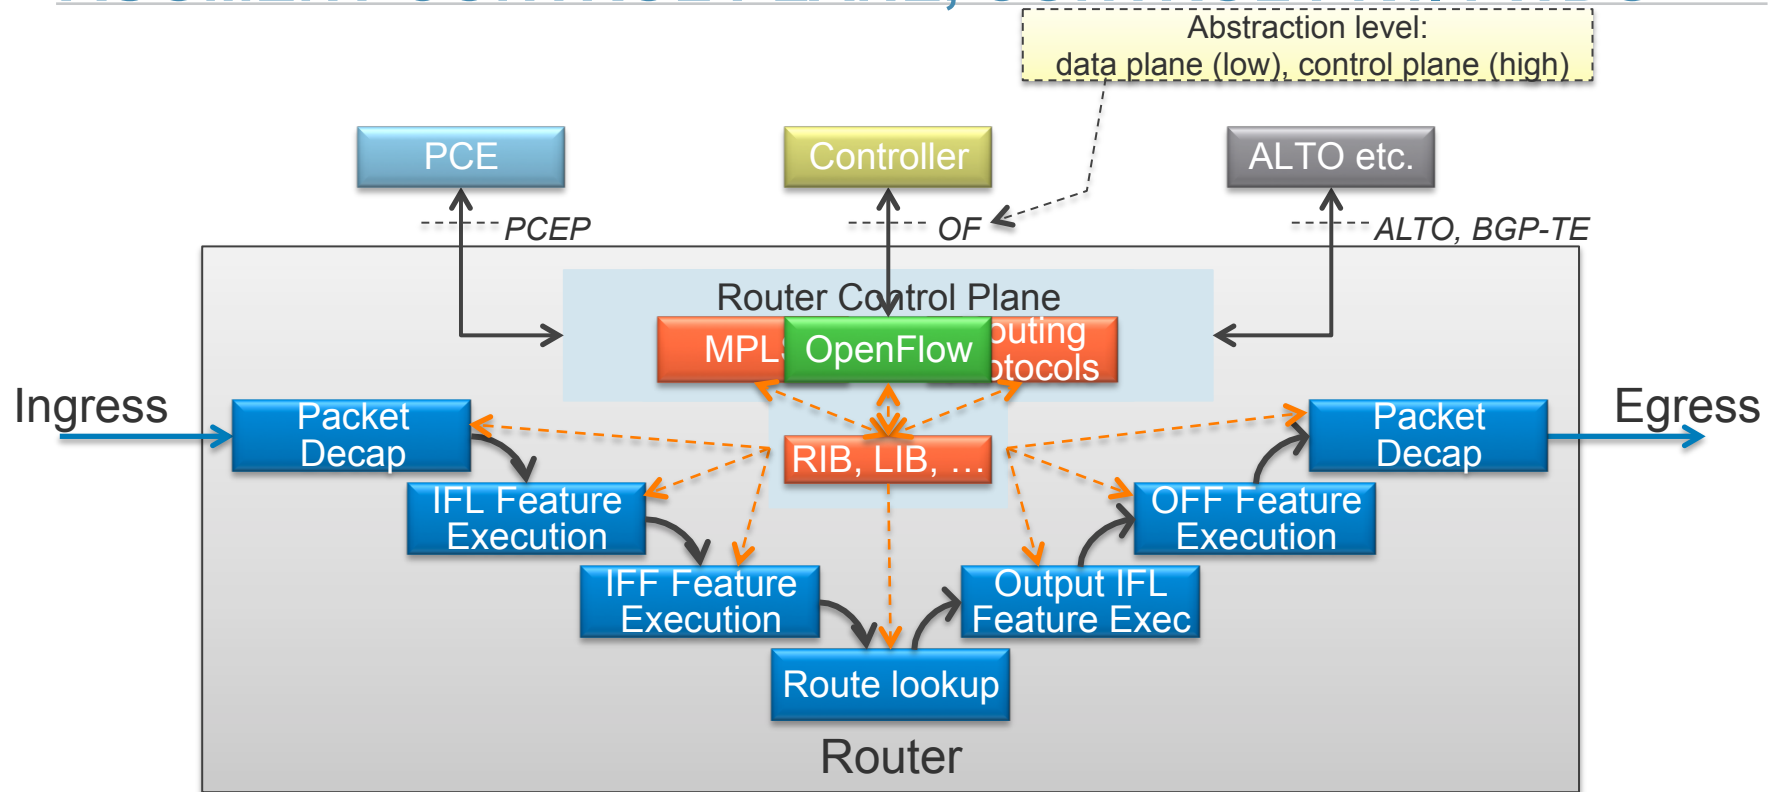 Abstraction level:
data plane (low), control plane (high)
PCE
Controller
ALTO etc.
PCEP
OF
ALTO, BGP-TE
Router Control Plane
OpenFlow
Ingress
Packet
Decap
RIB, LIB, …
Packet
Decap
Egress
IFL Feature
Execution
OFF Feature
Execution
IFF Feature
Execution
Output IFL
Feature Exec
Route lookup
Router